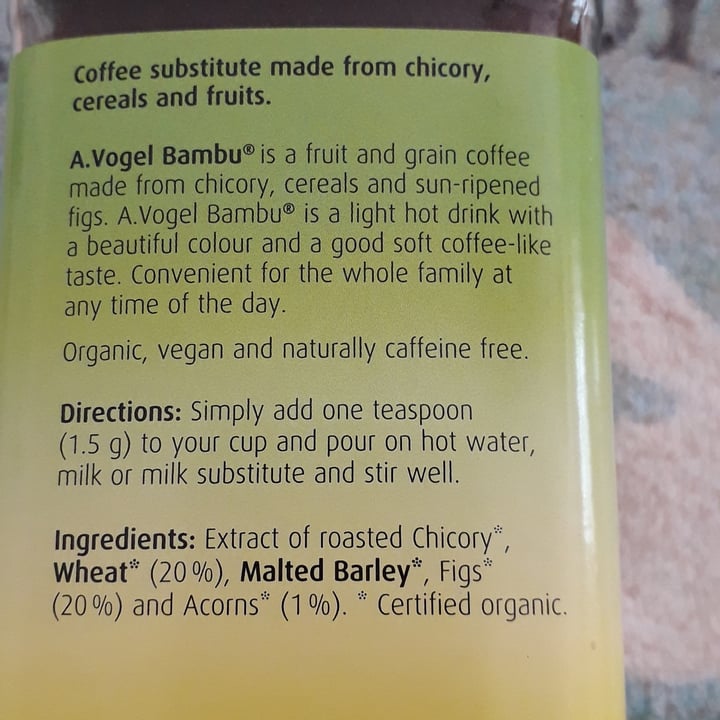 Coffee substitute made from chicory,
cereals and fruits.
A.Vogel Bambu® is a fruit and grain coffee
made from chicory, cereals and sun-ripened
figs. A.Vogel Bambu® is a light hot drink with
a beautiful colour and a good soft coffee-like
taste. Convenient for the whole family at
any time of the day.
Organic, vegan and naturally caffeine free.
Directions: Simply add one teaspoon
(1.5 g) to your cup and pour on hot water,
milk or milk substitute and stir well.
Ingredients: Extract of roasted Chicory*,
Wheat* (20 %), Malted Barley*, Figs*
(20 %) and Acorns* (1 %). * Certified organic.